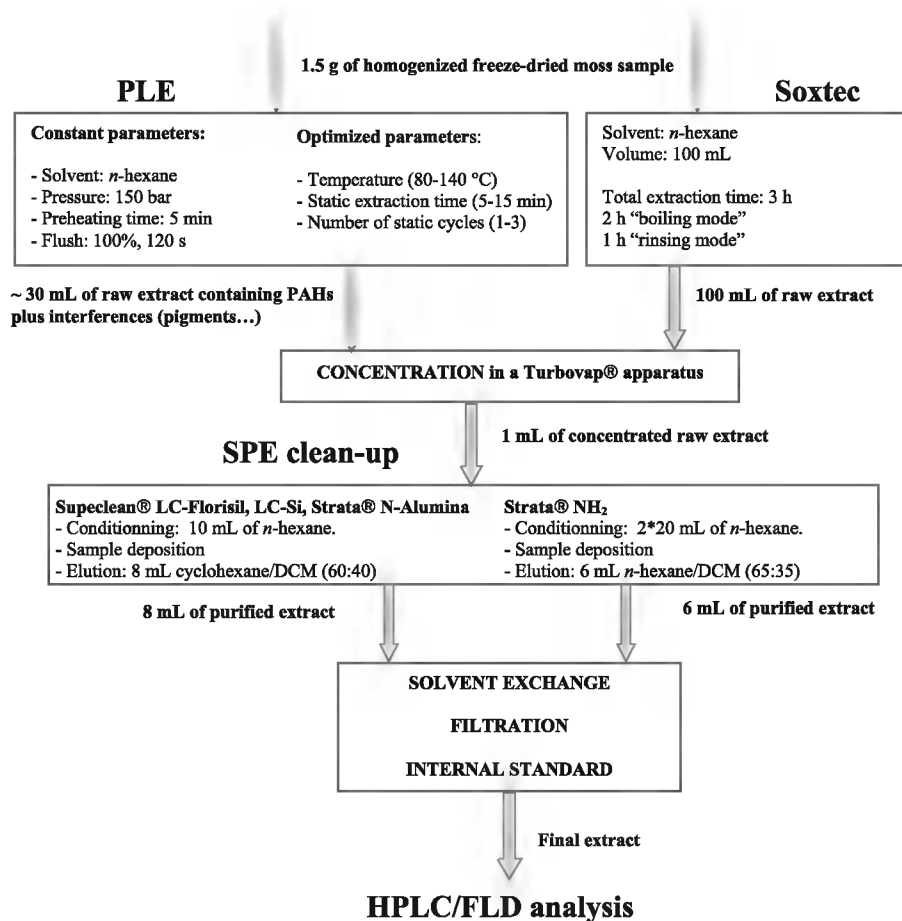 1.5 g of homogenized freeze-dried moss sample
PLE
Soxtec
Constant parameters:
- Solvent: n-hexane
- Pressure: 150 bar
- Preheating time: 5 min
- Flush: 100%, 120 s
Optimized parameters:
- Temperature (80-140 °C)
- Static extraction time (5-15 min)
- Number of static cycles (1-3)
Solvent: n-hexane
Volume: 100 mL
Total extraction time: 3 h
2 h “boiling mode”
1 h “rinsing mode”
~ 30 mL of raw extract containing PAHs
plus interferences (pigments…)
100 mL of raw extract
CONCENTRATION in a Turbovap® apparatus
1 mL of concentrated raw extract
SPE clean-up
Supeclean® LC-Florisil, LC-Si, Strata® N-Alumina
- Conditionning: 10 mL of n-hexane.
- Sample deposition
- Elution: 8 mL cyclohexane/DCM (60:40)
Strata® NH₂
- Conditionning: 2*20 mL of n-hexane.
- Sample deposition
- Elution: 6 mL n-hexane/DCM (65:35)
8 mL of purified extract
6 mL of purified extract
SOLVENT EXCHANGE
FILTRATION
INTERNAL STANDARD
Final extract
HPLC/FLD analysis